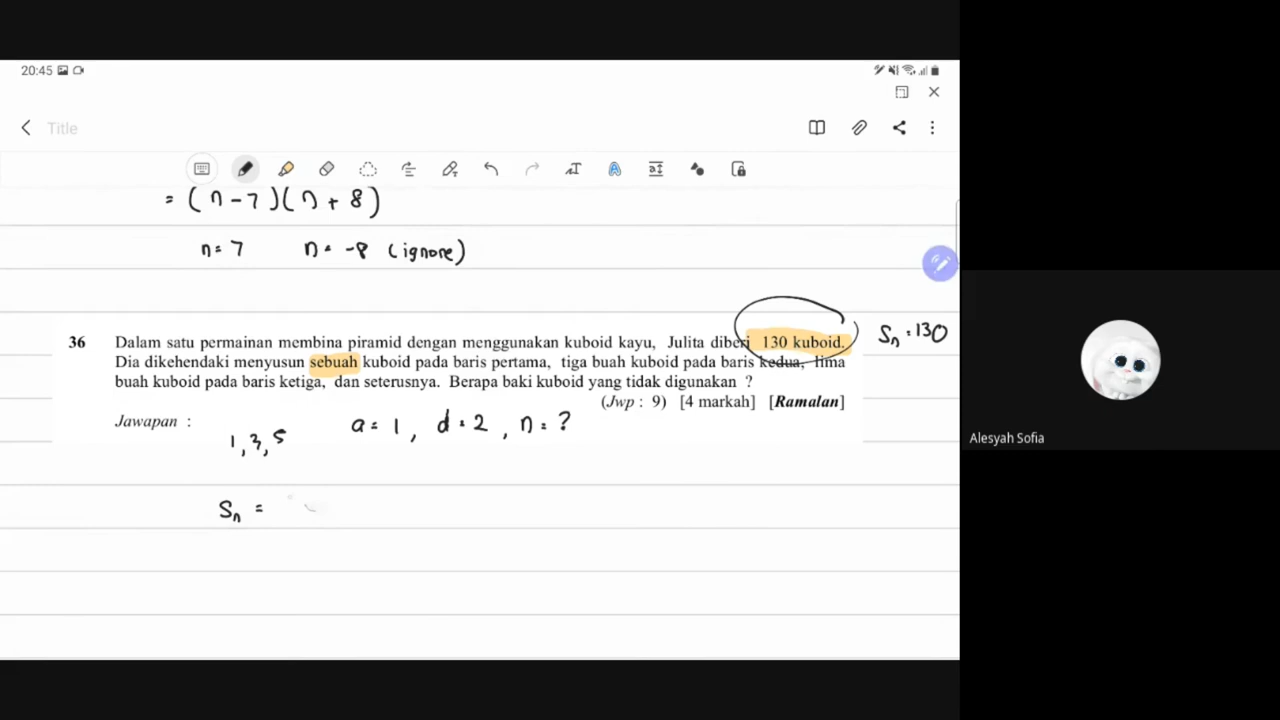 20:45
Title
= (n - 7)(n + 8)
n = 7 n = -8 (ignore)
36 Dalam satu permainan membina piramid dengan menggunakan kuboid kayu, Julita diberi 130 kuboid. Sn = 130
Dia dikehendaki menyusun sebuah kuboid pada baris pertama, tiga buah kuboid pada baris kedua, lima
buah kuboid pada baris ketiga, dan seterusnya. Berapa baki kuboid yang tidak digunakan ?
(Jwp : 9) [4 markah] [Ramalan]
Jawapan :
a = 1, d = 2, n = ?
1, 3, 5
Sn =
Alesyah Sofia